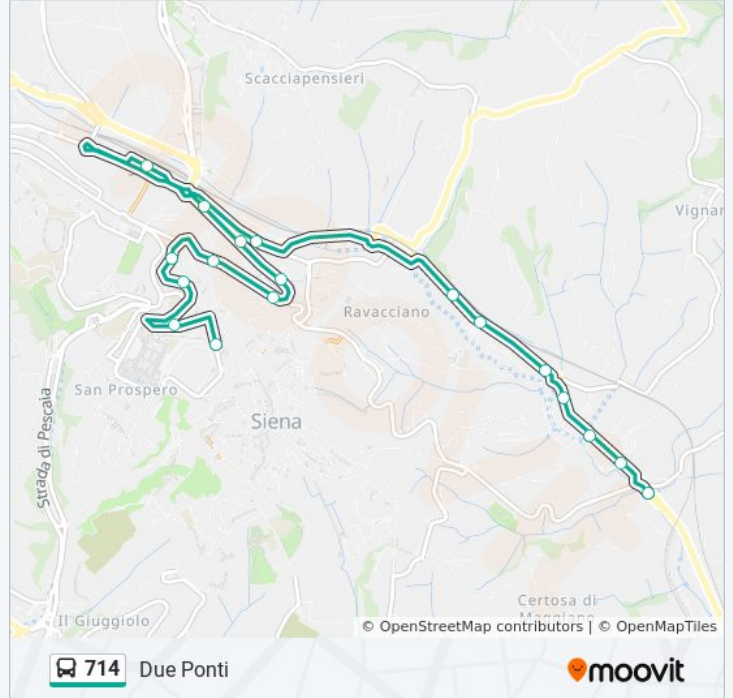 Scacciapensieri
Vignar
Ravacciano
San Prospero
Siena
Strada di Pescaia
Certosa di
Maggiano
Il Giuggiolo
© OpenStreetMap contributors | © OpenMapTiles
714 Due Ponti
moovit